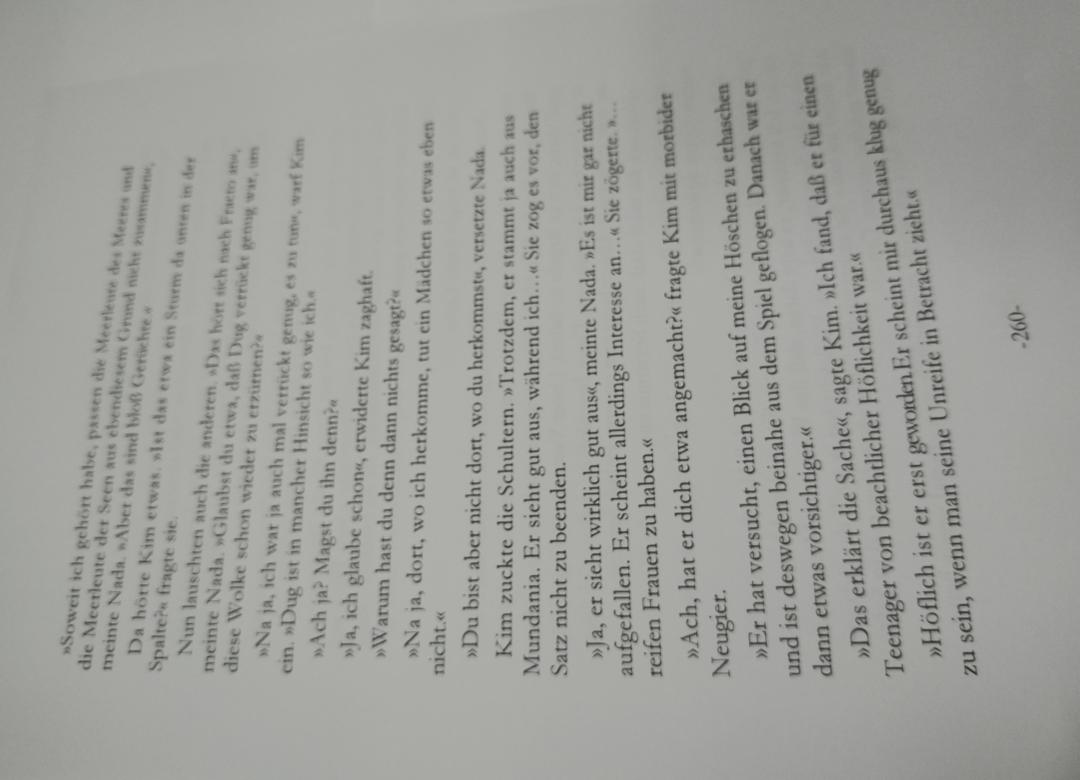 »Soweit ich gehört habe, passen die Meerleute des Meeres und
die Meerleute der Seen aus ebendiesem Grund nicht zusammen«,
meinte Nada. »Aber das sind bloß Gerüchte.«
Da hörte Kim etwas. »Ist das etwa ein Sturm da unten in der
Spalte?« fragte sie.
Nun lauschten auch die anderen. »Das hört sich nach Fracto an«,
meinte Nada. »Glaubst du etwa, daß Dug verrückt genug war, um
diese Wolke schon wieder zu erzürnen?«
»Na ja, ich war ja auch mal verrückt genug, es zu tun«, warf Kim
ein. »Dug ist in mancher Hinsicht so wie ich.«
»Ach ja? Magst du ihn denn?«
»Ja, ich glaube schon«, erwiderte Kim zaghaft.
»Warum hast du denn dann nichts gesagt?«
»Na ja, dort, wo ich herkomme, tut ein Mädchen so etwas eben
nicht.«
»Du bist aber nicht dort, wo du herkommst«, versetzte Nada.
Kim zuckte die Schultern. »Trotzdem, er stammt ja auch aus
Mundania. Er sieht gut aus, während ich...« Sie zog es vor, den
Satz nicht zu beenden.
»Ja, er sieht wirklich gut aus«, meinte Nada. »Es ist mir gar nicht
aufgefallen. Er scheint allerdings Interesse an...« Sie zögerte. »...
reifen Frauen zu haben.«
»Ach, hat er dich etwa angemacht?« fragte Kim mit morbider
Neugier.
»Er hat versucht, einen Blick auf meine Höschen zu erhaschen
und ist deswegen beinahe aus dem Spiel geflogen. Danach war er
dann etwas vorsichtiger.«
»Das erklärt die Sache«, sagte Kim. »Ich fand, daß er für einen
Teenager von beachtlicher Höflichkeit war.«
»Höflich ist er erst geworden.Er scheint mir durchaus klug genug
zu sein, wenn man seine Unreife in Betracht zieht.«
-260-